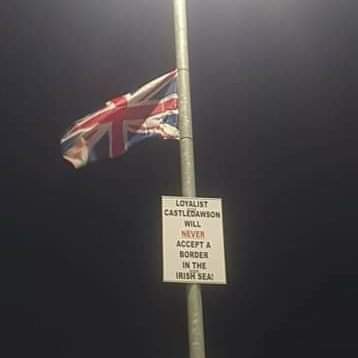 LOYALIST
CASTLEDAWSON
WILL
NEVER
ACCEPT A
BORDER
IN THE
IRISH SEA!